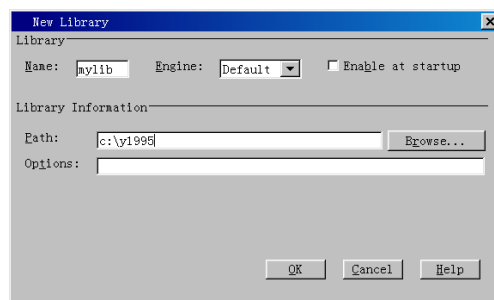 New Library
Library
Name: mylib Engine: Default Enable at startup
Library Information
Path: c:\y1995 Browse...
Options:
OK Cancel Help